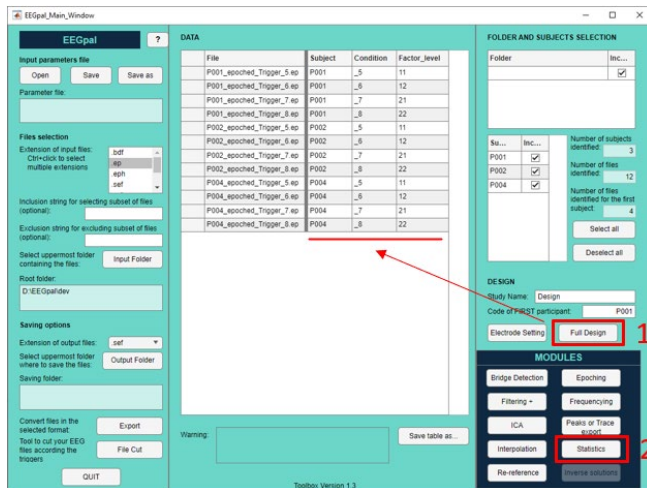 EEGpal_Main_Window
EEGpal
?
Input parameters file
Open Save Save as
Parameter file:
Files selection
Extension of input files:
Ctrl+click to select
multiple extensions
.bdf
.ep
.eph
.sef
Inclusion string for selecting subset of files
(optional):
Exclusion string for excluding subset of files
(optional):
Select uppermost folder
containing the files:
Input Folder
Root folder:
D:\EEGpal\dev
Saving options
Extension of output files:
.sef
Select uppermost folder
where to save the files:
Output Folder
Saving folder:
Convert files in the
selected format:
Export
Tool to cut your EEG
files according the
triggers
File Cut
QUIT
DATA
File Subject Condition Factor_level
P001_epoched_Trigger_5.ep P001 _5 11
P001_epoched_Trigger_6.ep P001 _6 12
P001_epoched_Trigger_7.ep P001 _7 21
P001_epoched_Trigger_8.ep P001 _8 22
P002_epoched_Trigger_5.ep P002 _5 11
P002_epoched_Trigger_6.ep P002 _6 12
P002_epoched_Trigger_7.ep P002 _7 21
P002_epoched_Trigger_8.ep P002 _8 22
P004_epoched_Trigger_5.ep P004 _5 11
P004_epoched_Trigger_6.ep P004 _6 12
P004_epoched_Trigger_7.ep P004 _7 21
P004_epoched_Trigger_8.ep P004 _8 22
Warning:
Save table as...
Toolbox Version 1.3
FOLDER AND SUBJECTS SELECTION
Folder Inc...
Su... Inc...
P001
P002
P004
Number of subjects
identified:
3
Number of files
identified:
12
Number of files
identified for the first
subject:
4
Select all
Deselect all
DESIGN
Study Name: Design
Code of FIRST participant: P001
Electrode Setting Full Design 1
MODULES
Bridge Detection Epoching
Filtering + Frequencying
ICA Peaks or Trace
export
Interpolation Statistics 2
Re-reference Inverse solutions